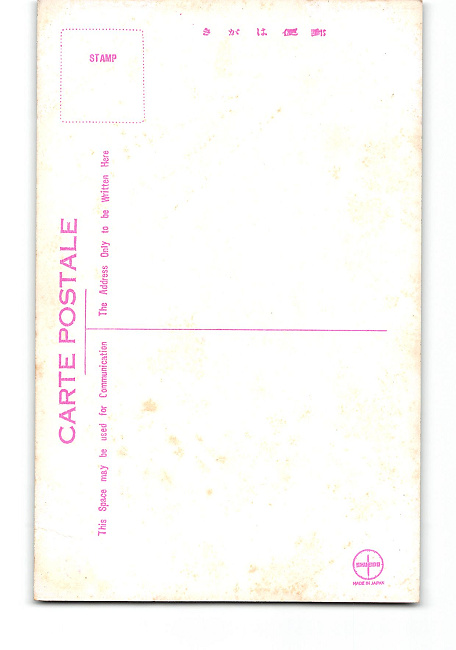 郵便はがき
STAMP
CARTE POSTALE
The Address Only to be Written Here
This Space may be used for Communication
MADE IN JAPAN